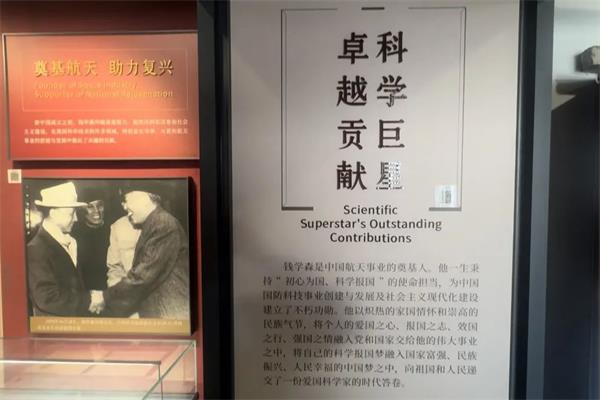 奠基航天 助力复兴
Founder of Space Industry,
Supporter of National Rejuvenation
科学巨星
卓越贡献
Scientific
Superstar's Outstanding
Contributions
钱学森是中国航天事业的奠基人。他一生秉
持“初心为国、科学报国”的使命担当，为中国
国防科技事业创建与发展及社会主义现代化建设
建立了不朽功勋。他以炽热的家国情怀和崇高的
民族气节，将个人的爱国之心、报国之志、效国
之行、强国之情融入党和国家交给他的伟大事业
之中，将自己的科学报国梦融入国家富强、民族
振兴、人民幸福的中国梦之中，向祖国和人民递
交了一份爱国科学家的时代答卷。